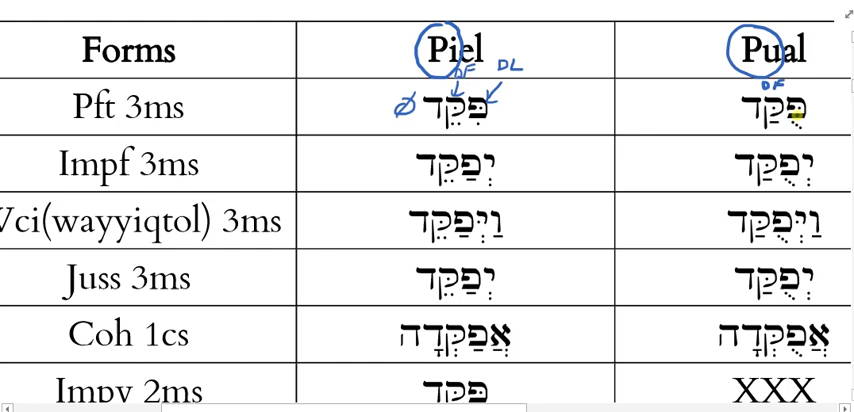 Forms Piel Pual
DF DL
DF
Pft 3ms פִּקֵּד פֻּקַּד
Impf 3ms יְפַקֵּד יְפֻקַּד
Vci(wayyiqtol) 3ms וַיְּפַקֵּד וַיְּפֻקַּד
Juss 3ms יְפַקֵּד יְפֻקַּד
Coh 1cs אֲפַקְּדָה אֲפֻקְּדָה
Impv 2ms פַּקֵּד XXX